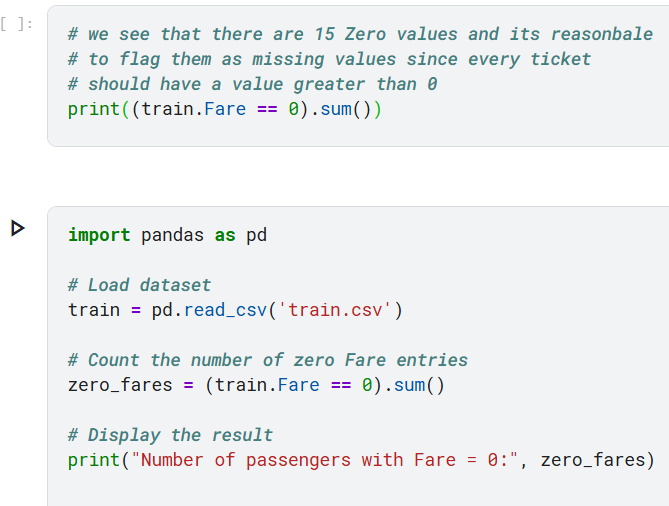 [ ]:
# we see that there are 15 Zero values and its reasonbale
# to flag them as missing values since every ticket
# should have a value greater than 0
print((train.Fare == 0).sum())
import pandas as pd
# Load dataset
train = pd.read_csv('train.csv')
# Count the number of zero Fare entries
zero_fares = (train.Fare == 0).sum()
# Display the result
print("Number of passengers with Fare = 0:", zero_fares)